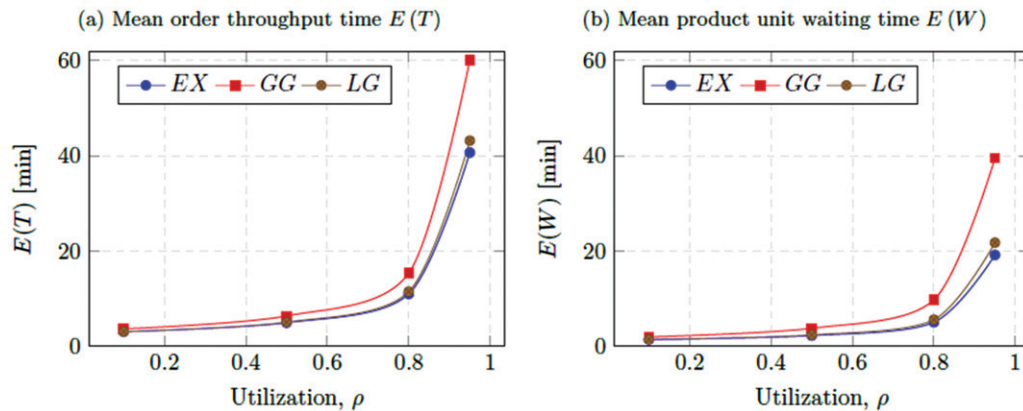 (a) Mean order throughput time E (T)
60
40
20
0
0.2
0.4
0.6
0.8
1
E(T) [min]
Utilization, ρ
EX GG LG
(b) Mean product unit waiting time E (W)
60
40
20
0
0.2
0.4
0.6
0.8
1
E(W) [min]
Utilization, ρ
EX GG LG